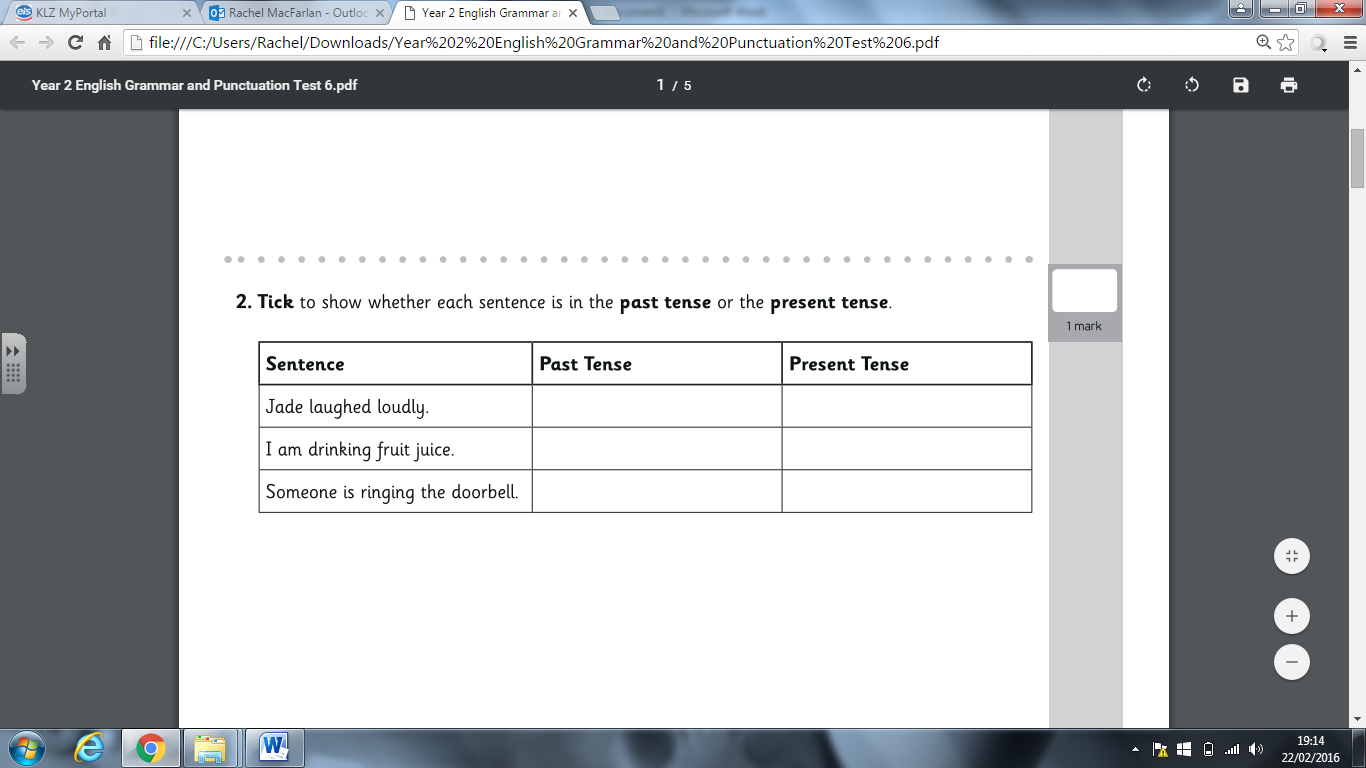 KLZ MyPortal
Rachel MacFarlan - Outloo
Year 2 English Grammar a
file:///C:/Users/Rachel/Downloads/Year%202%20English%20Grammar%20and%20Punctuation%20Test%206.pdf
Year 2 English Grammar and Punctuation Test 6.pdf
1 / 5
2. Tick to show whether each sentence is in the past tense or the present tense.
1 mark
Sentence Past Tense Present Tense
Jade laughed loudly.
I am drinking fruit juice.
Someone is ringing the doorbell.
19:14
22/02/2016